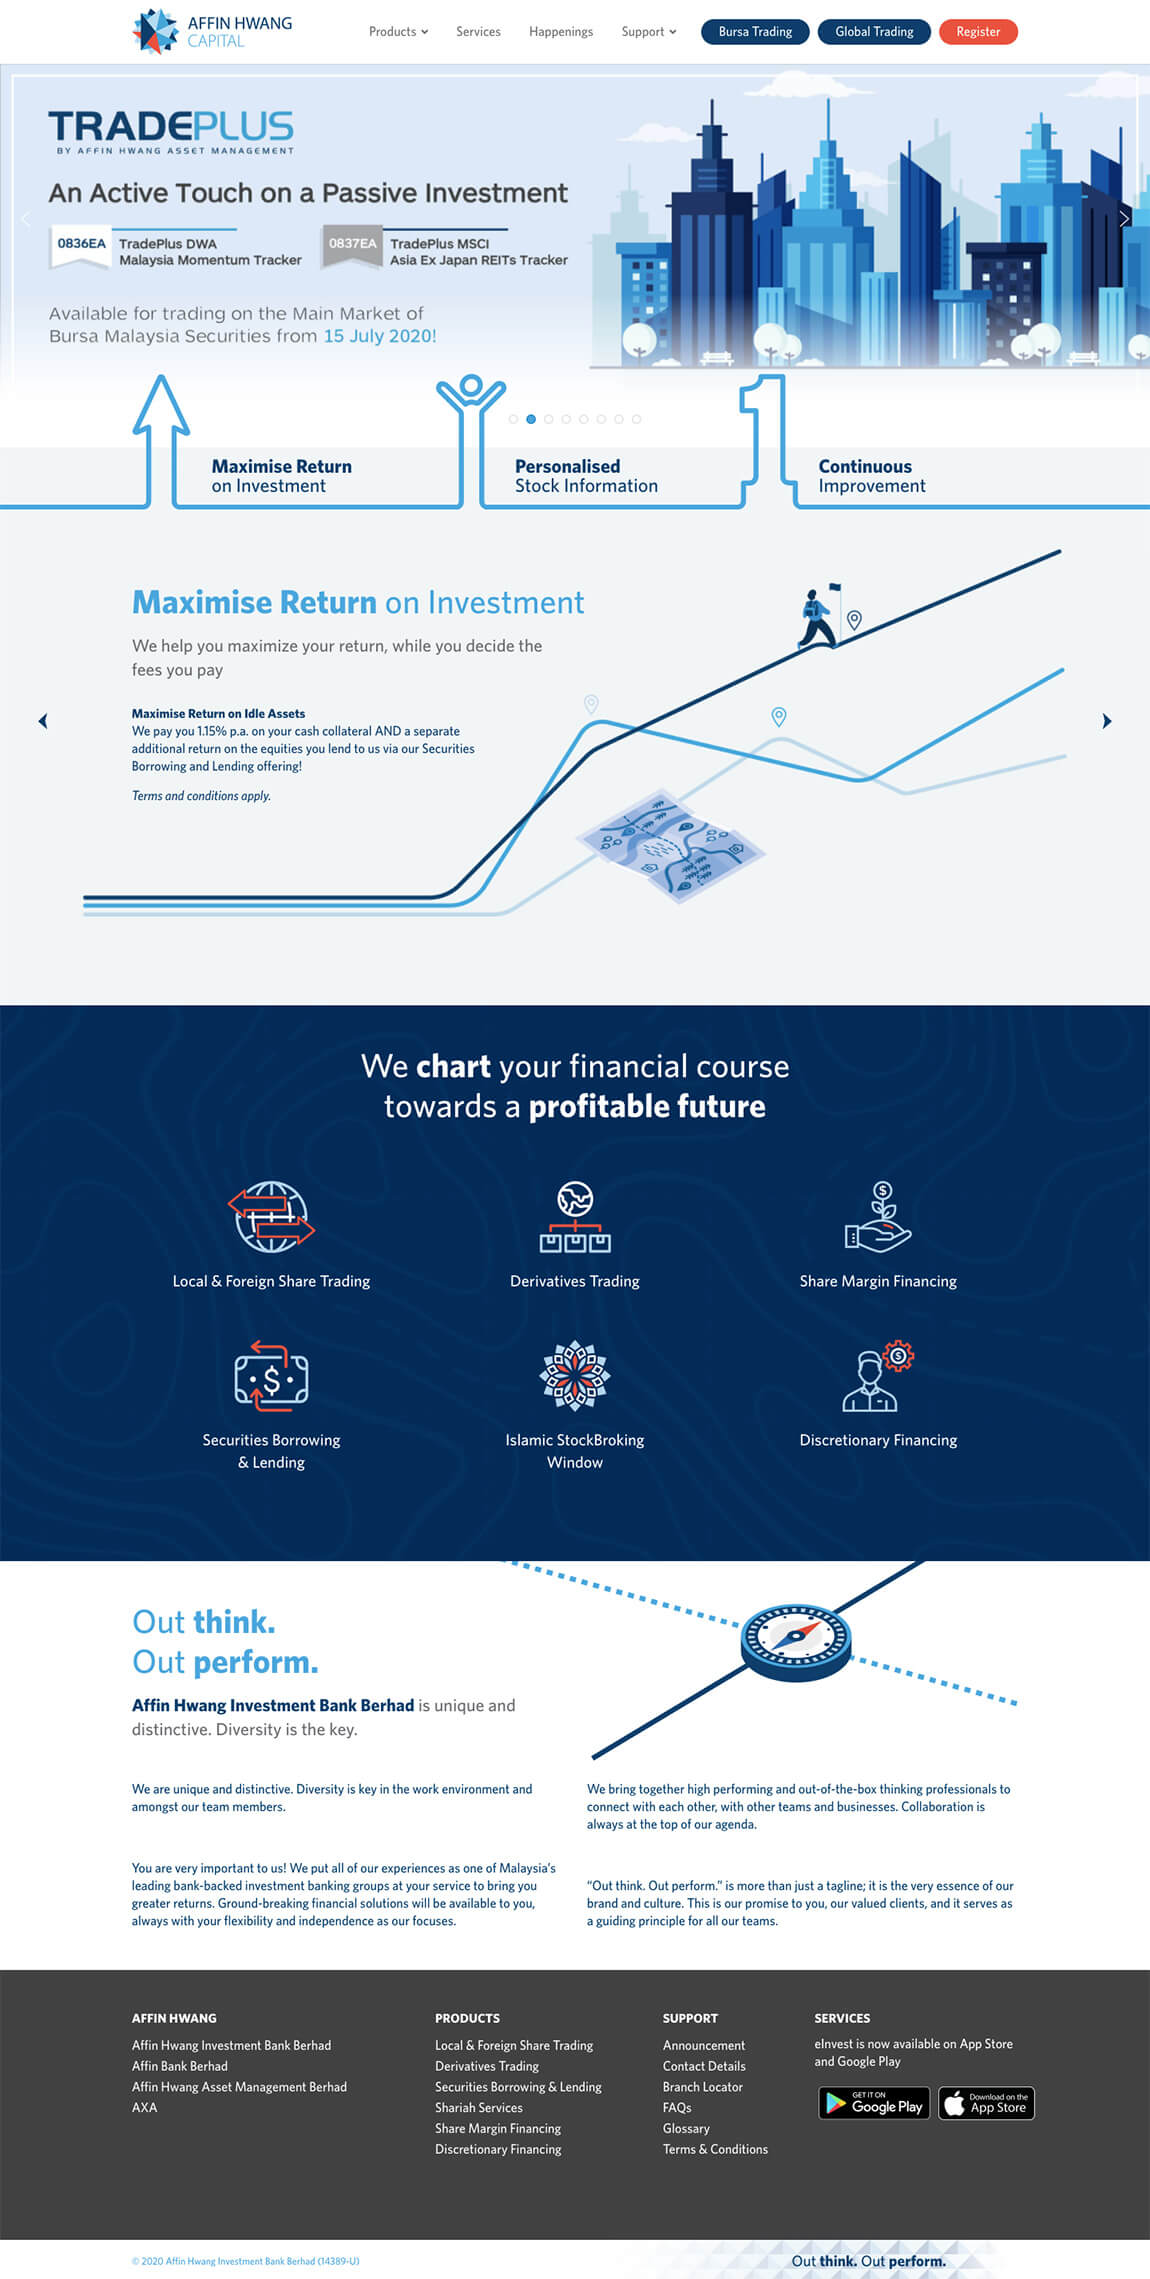 AFFIN HWANG
CAPITAL
Products
Services
Happenings
Support
Bursa Trading
Global Trading
Register
TRADEPLUS
BY AFFIN HWANG ASSET MANAGEMENT
An Active Touch on a Passive Investment
0836EA
TradePlus DWA
Malaysia Momentum Tracker
0837EA
TradePlus MSCI
Asia Ex Japan REITs Tracker
Available for trading on the Main Market of
Bursa Malaysia Securities from 15 July 2020!
Maximise Return
on Investment
Personalised
Stock Information
Continuous
Improvement
Maximise Return on Investment
We help you maximize your return, while you decide the
fees you pay
Maximise Return on Idle Assets
We pay you 1.15% p.a. on your cash collateral AND a separate
additional return on the equities you lend to us via our Securities
Borrowing and Lending offering!
Terms and conditions apply.
We chart your financial course
towards a profitable future
Local & Foreign Share Trading
Derivatives Trading
Share Margin Financing
Securities Borrowing
& Lending
Islamic StockBroking
Window
Discretionary Financing
Out think.
Out perform.
Affin Hwang Investment Bank Berhad is unique and
distinctive. Diversity is the key.
We are unique and distinctive. Diversity is key in the work environment and
amongst our team members.
You are very important to us! We put all of our experiences as one of Malaysia's
leading bank-backed investment banking groups at your service to bring you
greater returns. Ground-breaking financial solutions will be available to you,
always with your flexibility and independence as our focuses.
We bring together high performing and out-of-the-box thinking professionals to
connect with each other, with other teams and businesses. Collaboration is
always at the top of our agenda.
"Out think. Out perform." is more than just a tagline; it is the very essence of our
brand and culture. This is our promise to you, our valued clients, and it serves as
a guiding principle for all our teams.
AFFIN HWANG
Affin Hwang Investment Bank Berhad
Affin Bank Berhad
Affin Hwang Asset Management Berhad
AXA
PRODUCTS
Local & Foreign Share Trading
Derivatives Trading
Securities Borrowing & Lending
Shariah Services
Share Margin Financing
Discretionary Financing
SUPPORT
Announcement
Contact Details
Branch Locator
FAQs
Glossary
Terms & Conditions
SERVICES
eInvest is now available on App Store
and Google Play
GET IT ON
Google Play
Download on the
App Store
© 2020 Affin Hwang Investment Bank Berhad (14389-U)
Out think. Out perform.